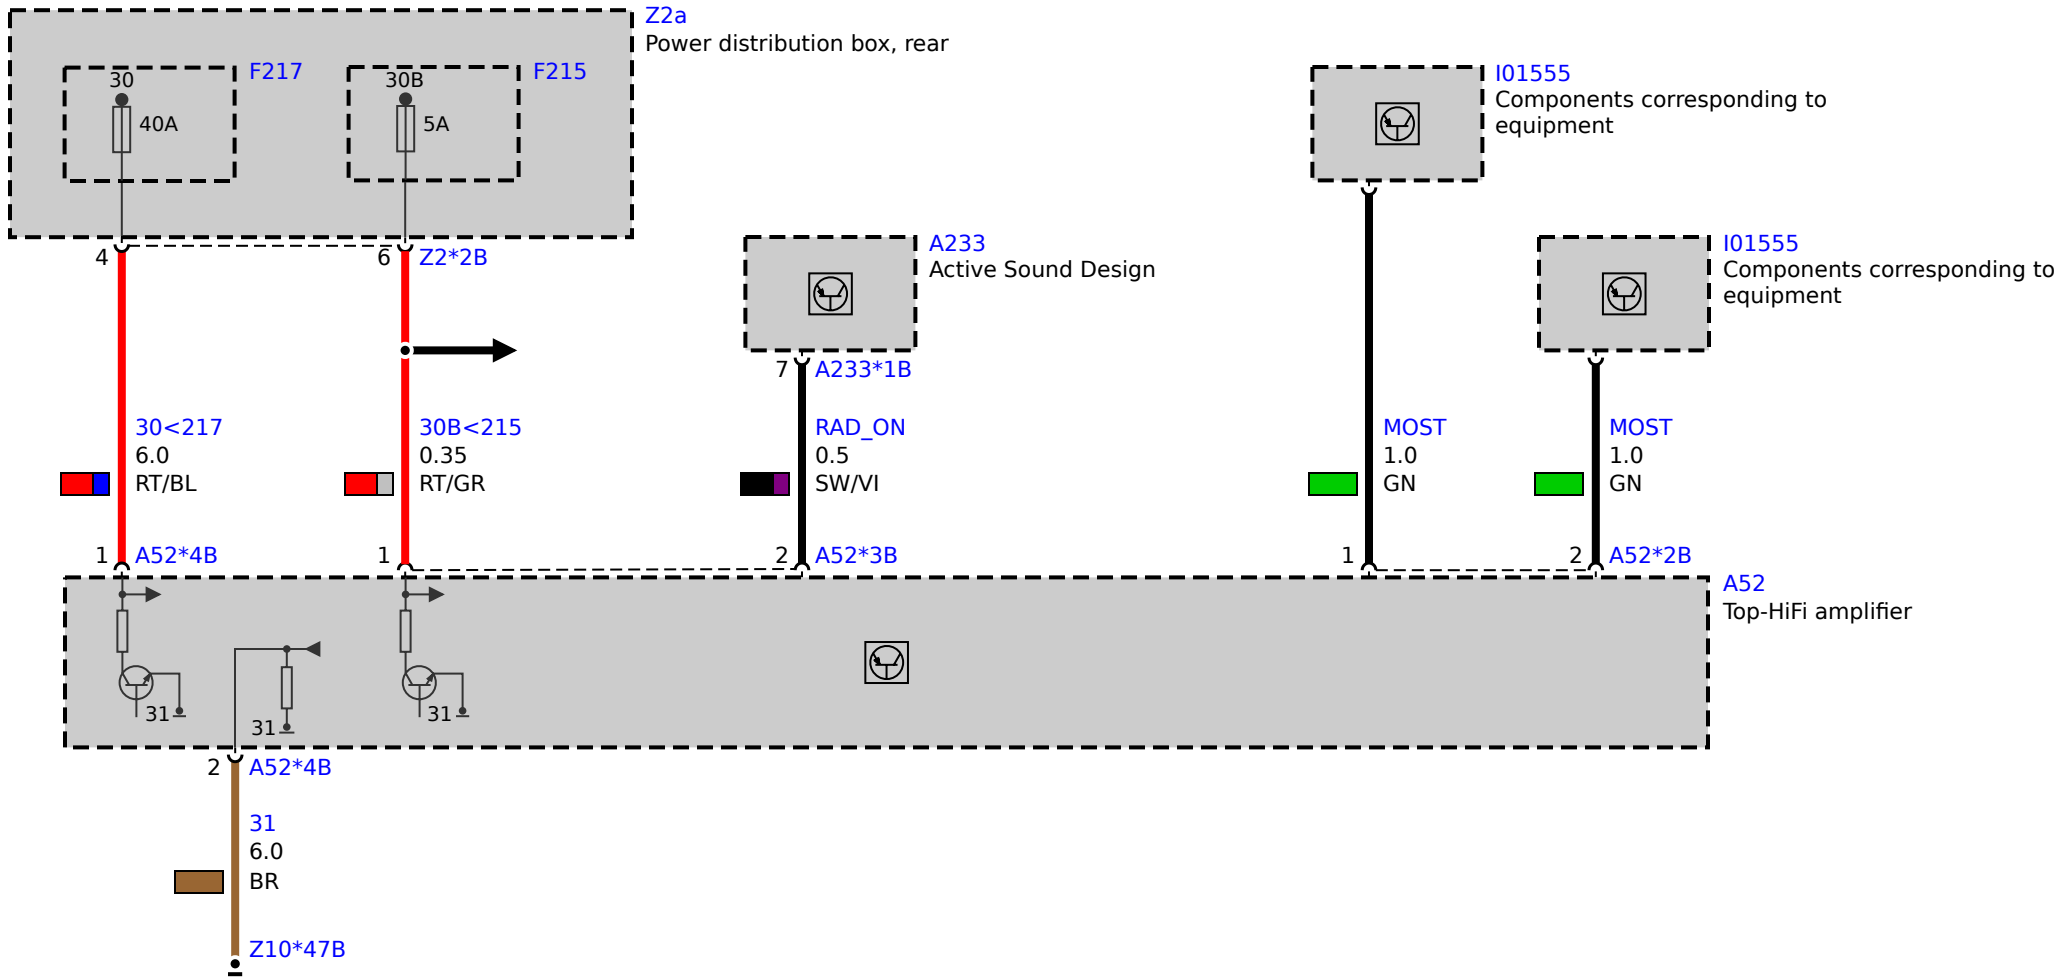 Z2a
Power distribution box, rear
F217
30
40A
F215
30B
5A
I01555
Components corresponding to
equipment
A233
Active Sound Design
I01555
Components corresponding to
equipment
4
6
Z2*2B
7
A233*1B
30<217
6.0
RT/BL
30B<215
0.35
RT/GR
RAD_ON
0.5
SW/VI
MOST
1.0
GN
MOST
1.0
GN
1
A52*4B
1
2
A52*3B
1
2
A52*2B
A52
Top-HiFi amplifier
31
31
31
2
A52*4B
31
6.0
BR
Z10*47B